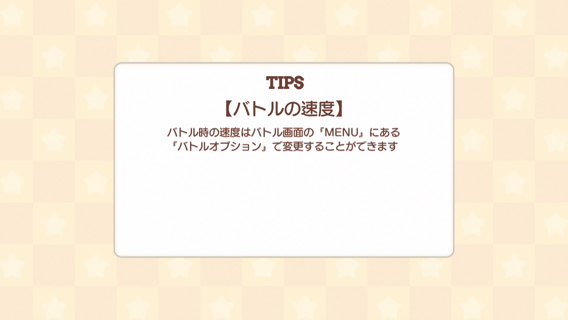 TIPS
【バトルの速度】
バトル時の速度はバトル画面の「MENU」にある
「バトルオプション」で変更することができます